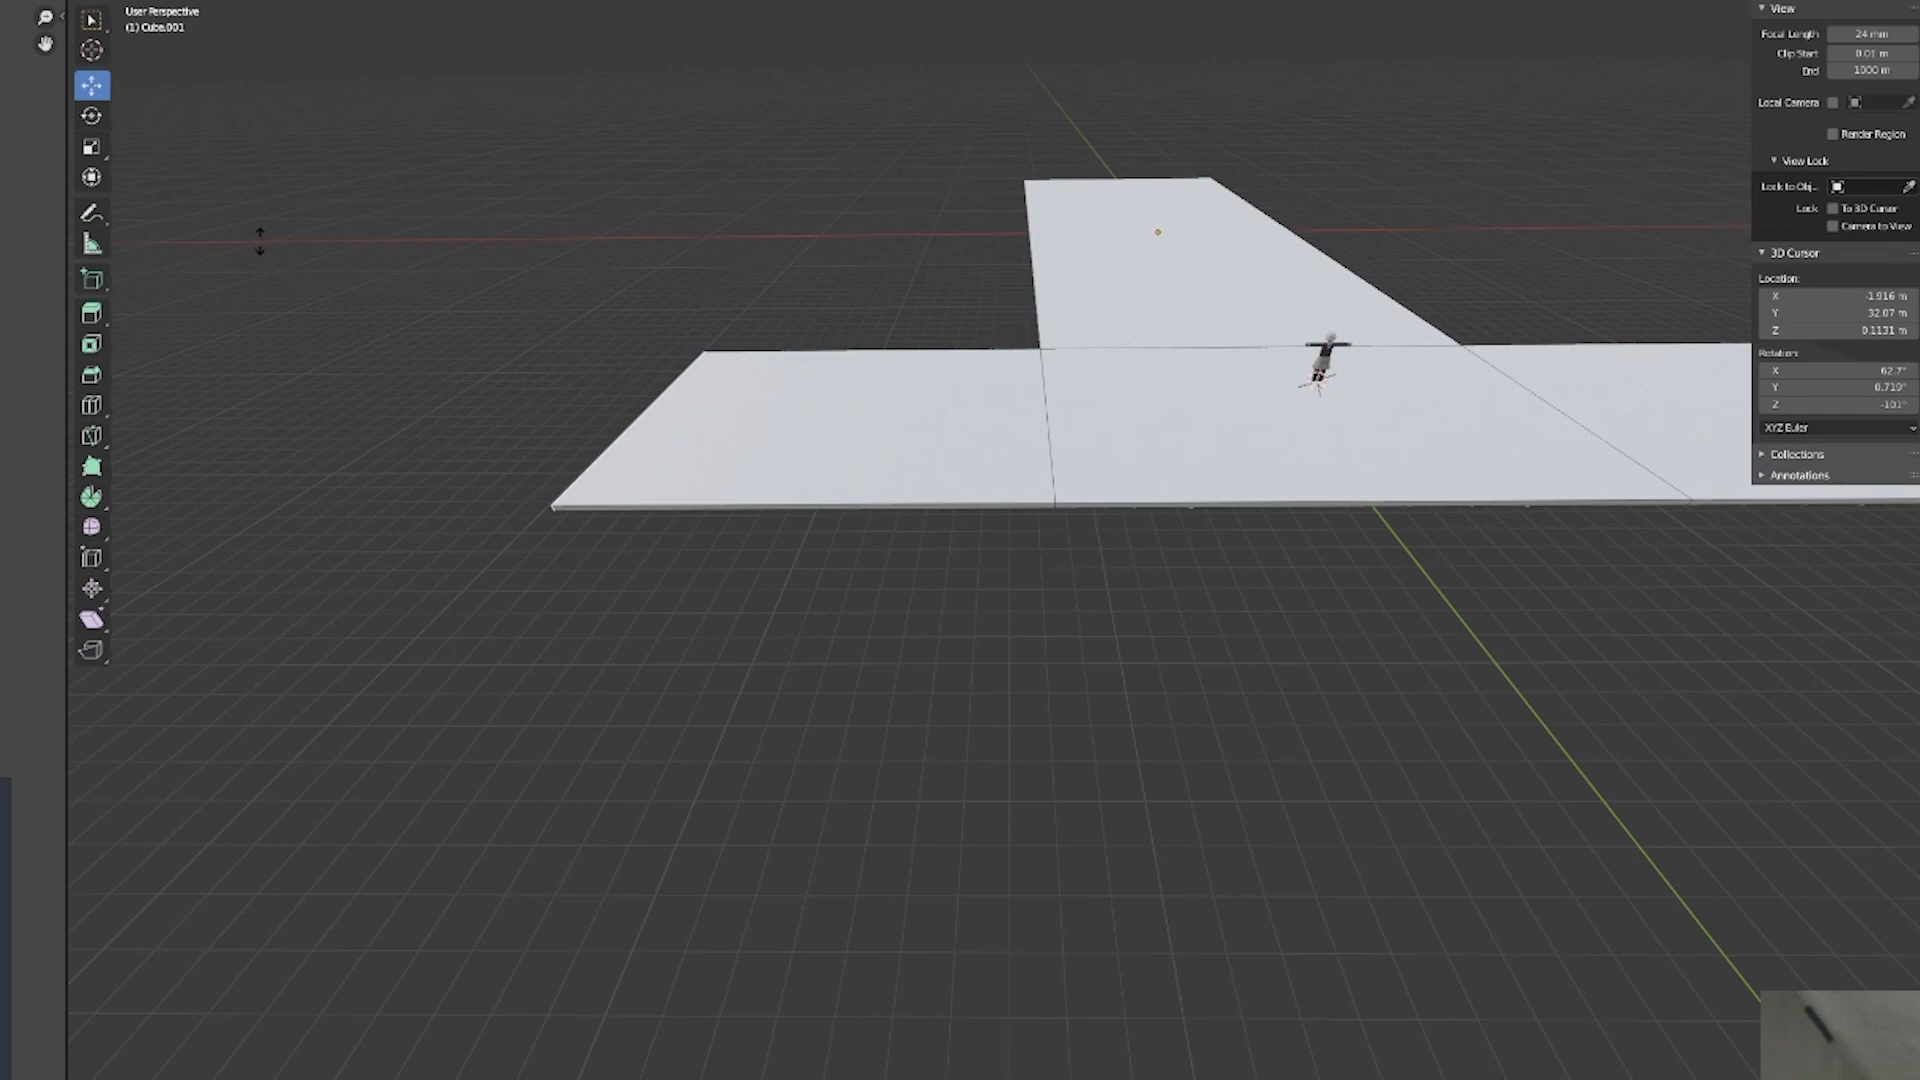 User Perspective
(1) Cube.001
View
Focal Length 24 mm
Clip Start 0.01 m
End 1000 m
Local Camera
Render Region
View Lock
Lock to Obj...
Lock To 3D Cursor
Camera to View
3D Cursor
Location:
X -1.916 m
Y 32.07 m
Z 0.1131 m
Rotation:
X 62.7°
Y 0.719°
Z -101°
XYZ Euler
Collections
Annotations